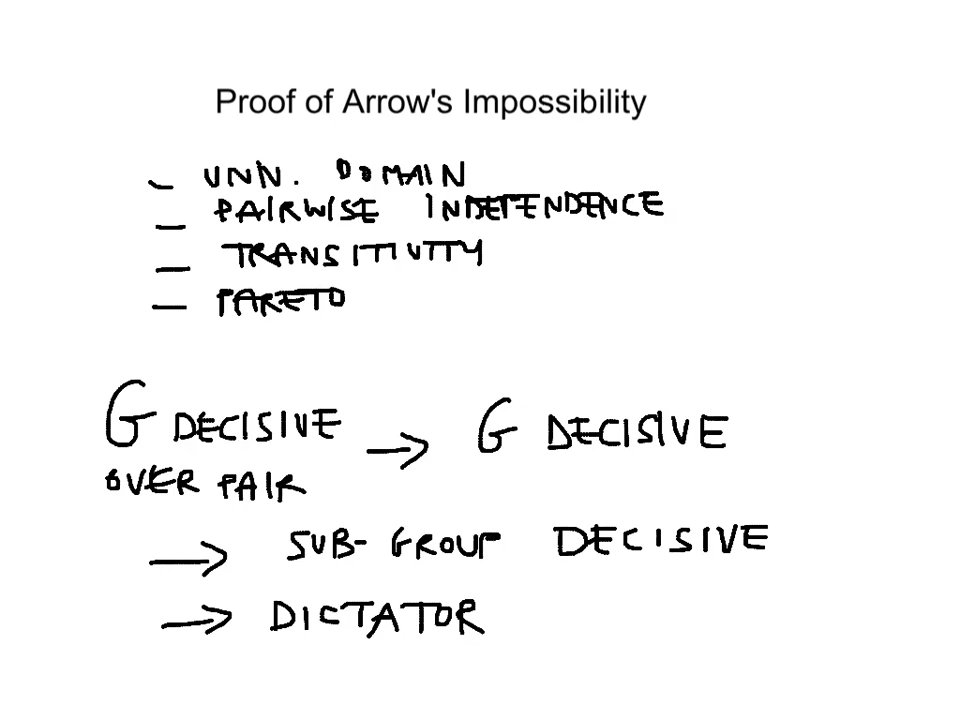 Proof of Arrow's Impossibility
- UNN. DOMAIN
- PAIRWISE INDEPENDENCE
- TRANSITIVITY
- PARETO
G DECISIVE → G DECISIVE
OVER PAIR
→ SUB-GROUP DECISIVE
→ DICTATOR